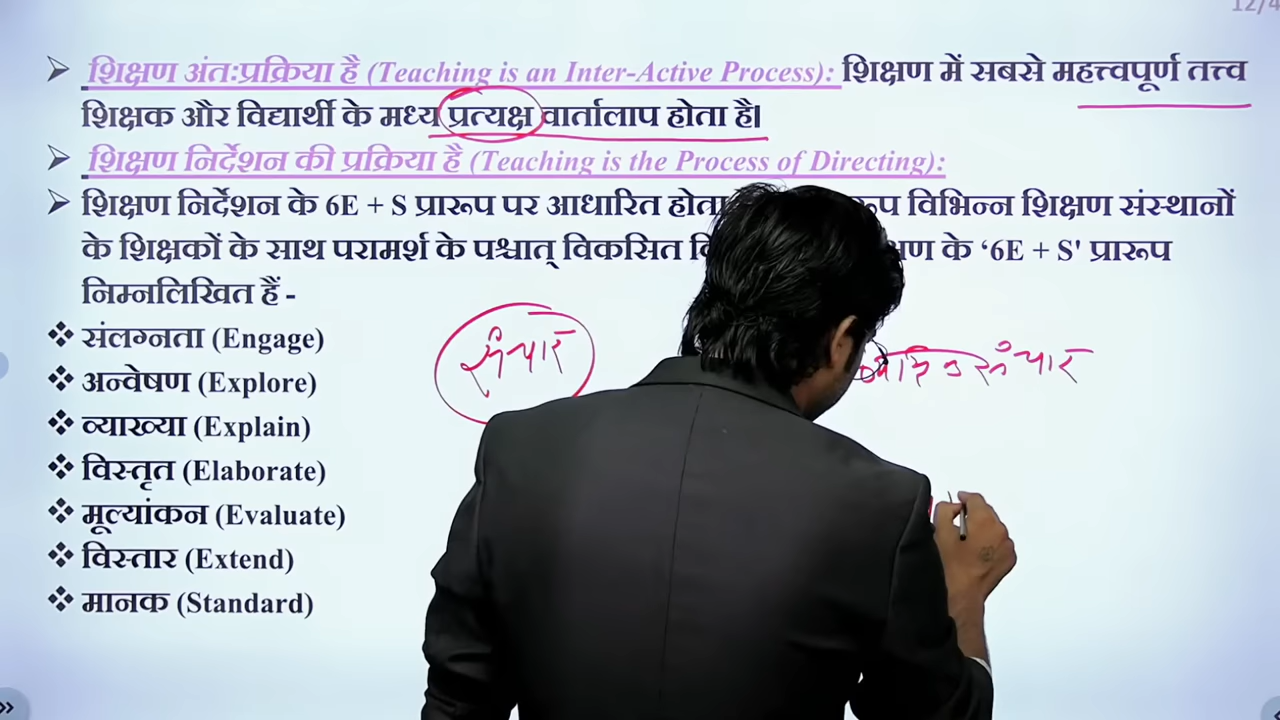 12/4
➤ शिक्षण अंतःप्रक्रिया है (Teaching is an Inter-Active Process): शिक्षण में सबसे महत्त्वपूर्ण तत्त्व
शिक्षक और विद्यार्थी के मध्य प्रत्यक्ष वार्तालाप होता है।
➤ शिक्षण निर्देशन की प्रक्रिया है (Teaching is the Process of Directing):
➤ शिक्षण निर्देशन के 6E + S प्रारूप पर आधारित होता विभिन्न शिक्षण संस्थानों
के शिक्षकों के साथ परामर्श के पश्चात् विकसित के ‘6E + S' प्रारूप
निम्नलिखित हैं -
❖ संलग्नता (Engage)
संचार
संचार
❖ अन्वेषण (Explore)
❖ व्याख्या (Explain)
❖ विस्तृत (Elaborate)
❖ मूल्यांकन (Evaluate)
❖ विस्तार (Extend)
❖ मानक (Standard)